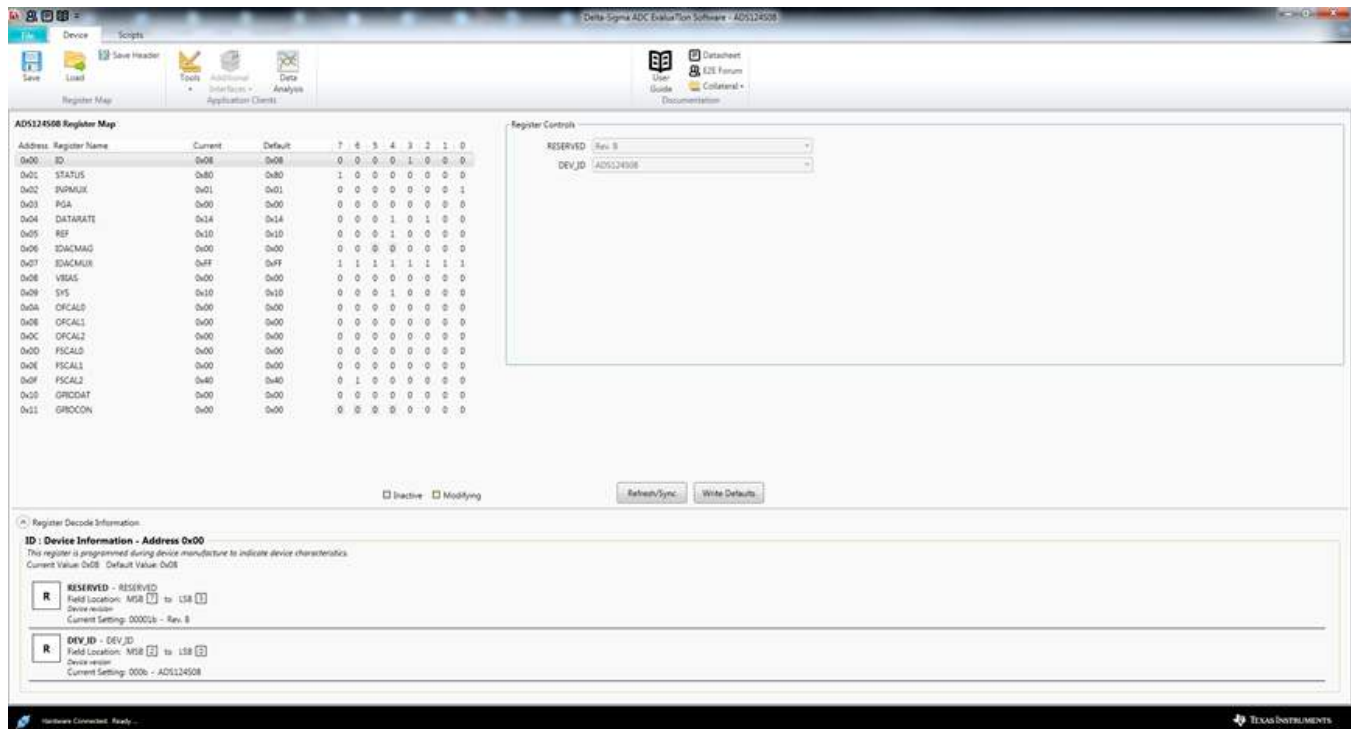 Delta-Sigma ADC EvaluaTIon Software - ADS124S08
File Device Scripts
Save Load Save Header Tools Additional Interfaces Data Analysis User Guide Datasheet E2E Forum Collateral
Register Map Application Clients Documentation
ADS124S08 Register Map
Address Register Name Current Default 7 6 5 4 3 2 1 0
0x00 ID 0x08 0x08 0 0 0 0 1 0 0 0
0x01 STATUS 0x80 0x80 1 0 0 0 0 0 0 0
0x02 INPMUX 0x01 0x01 0 0 0 0 0 0 0 1
0x03 PGA 0x00 0x00 0 0 0 0 0 0 0 0
0x04 DATARATE 0x14 0x14 0 0 0 1 0 1 0 0
0x05 REF 0x10 0x10 0 0 0 1 0 0 0 0
0x06 IDACMAG 0x00 0x00 0 0 0 0 0 0 0 0
0x07 IDACMUX 0xFF 0xFF 1 1 1 1 1 1 1 1
0x08 VBIAS 0x00 0x00 0 0 0 0 0 0 0 0
0x09 SYS 0x10 0x10 0 0 0 1 0 0 0 0
0x0A OFCAL0 0x00 0x00 0 0 0 0 0 0 0 0
0x0B OFCAL1 0x00 0x00 0 0 0 0 0 0 0 0
0x0C OFCAL2 0x00 0x00 0 0 0 0 0 0 0 0
0x0D FSCAL0 0x00 0x00 0 0 0 0 0 0 0 0
0x0E FSCAL1 0x00 0x00 0 0 0 0 0 0 0 0
0x0F FSCAL2 0x40 0x40 0 1 0 0 0 0 0 0
0x10 GPIODAT 0x00 0x00 0 0 0 0 0 0 0 0
0x11 GPIOCON 0x00 0x00 0 0 0 0 0 0 0 0
Inactive Modifying
Register Controls
RESERVED Rev. B
DEV_ID ADS124S08
Refresh/Sync Write Defaults
Register Decode Information
ID : Device Information - Address 0x00
This register is programmed during device manufacture to indicate device characteristics.
Current Value: 0x08 Default Value: 0x08
R RESERVED - RESERVED
Field Location: MSB 7 to LSB 3
Device revision
Current Setting: 00001b - Rev. B
R DEV_ID - DEV_ID
Field Location: MSB 2 to LSB
Device version
Current Setting: 000b - ADS124S08
Hardware Connected. Ready...
TEXAS INSTRUMENTS